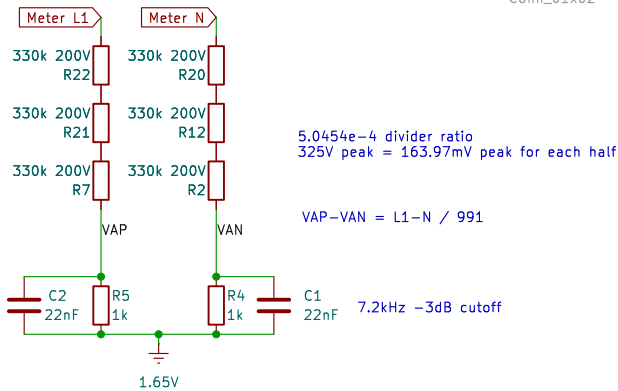 Conn_01x02
Meter L1
Meter N
330k 200V
R22
330k 200V
R20
330k 200V
R21
330k 200V
R12
330k 200V
R7
330k 200V
R2
5.0454e-4 divider ratio
325V peak = 163.97mV peak for each half
VAP
VAN
VAP-VAN = L1-N / 991
C2
22nF
R5
1k
R4
1k
C1
22nF
7.2kHz -3dB cutoff
1.65V